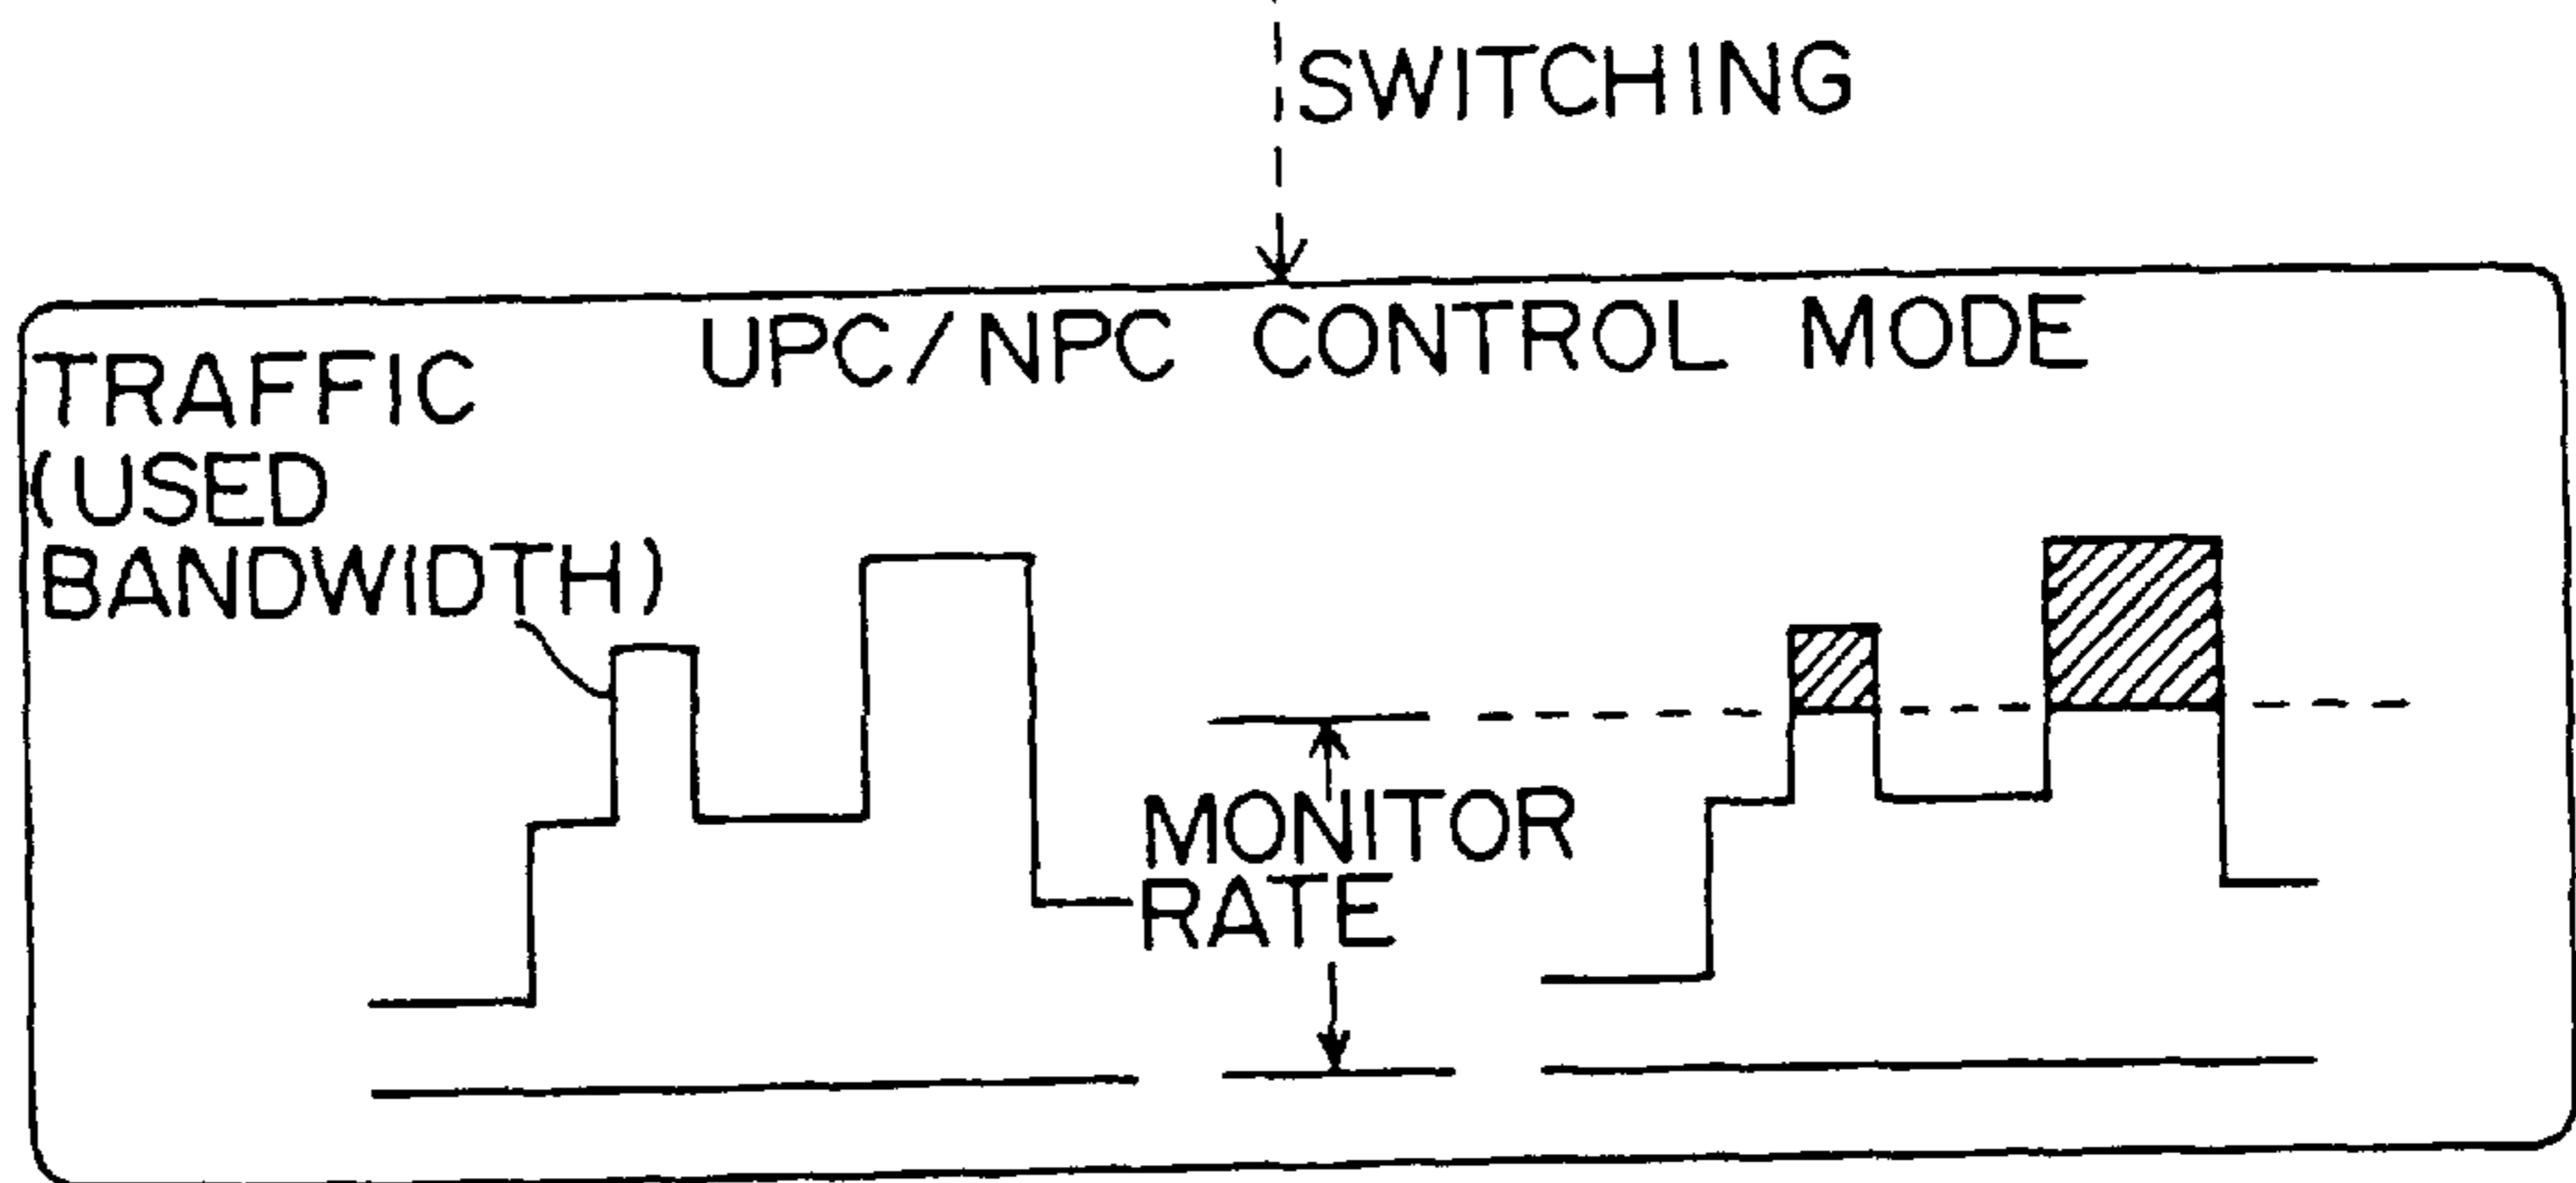 SWITCHING
UPC/NPC CONTROL MODE
TRAFFIC
(USED
BANDWIDTH)
MONITOR
RATE